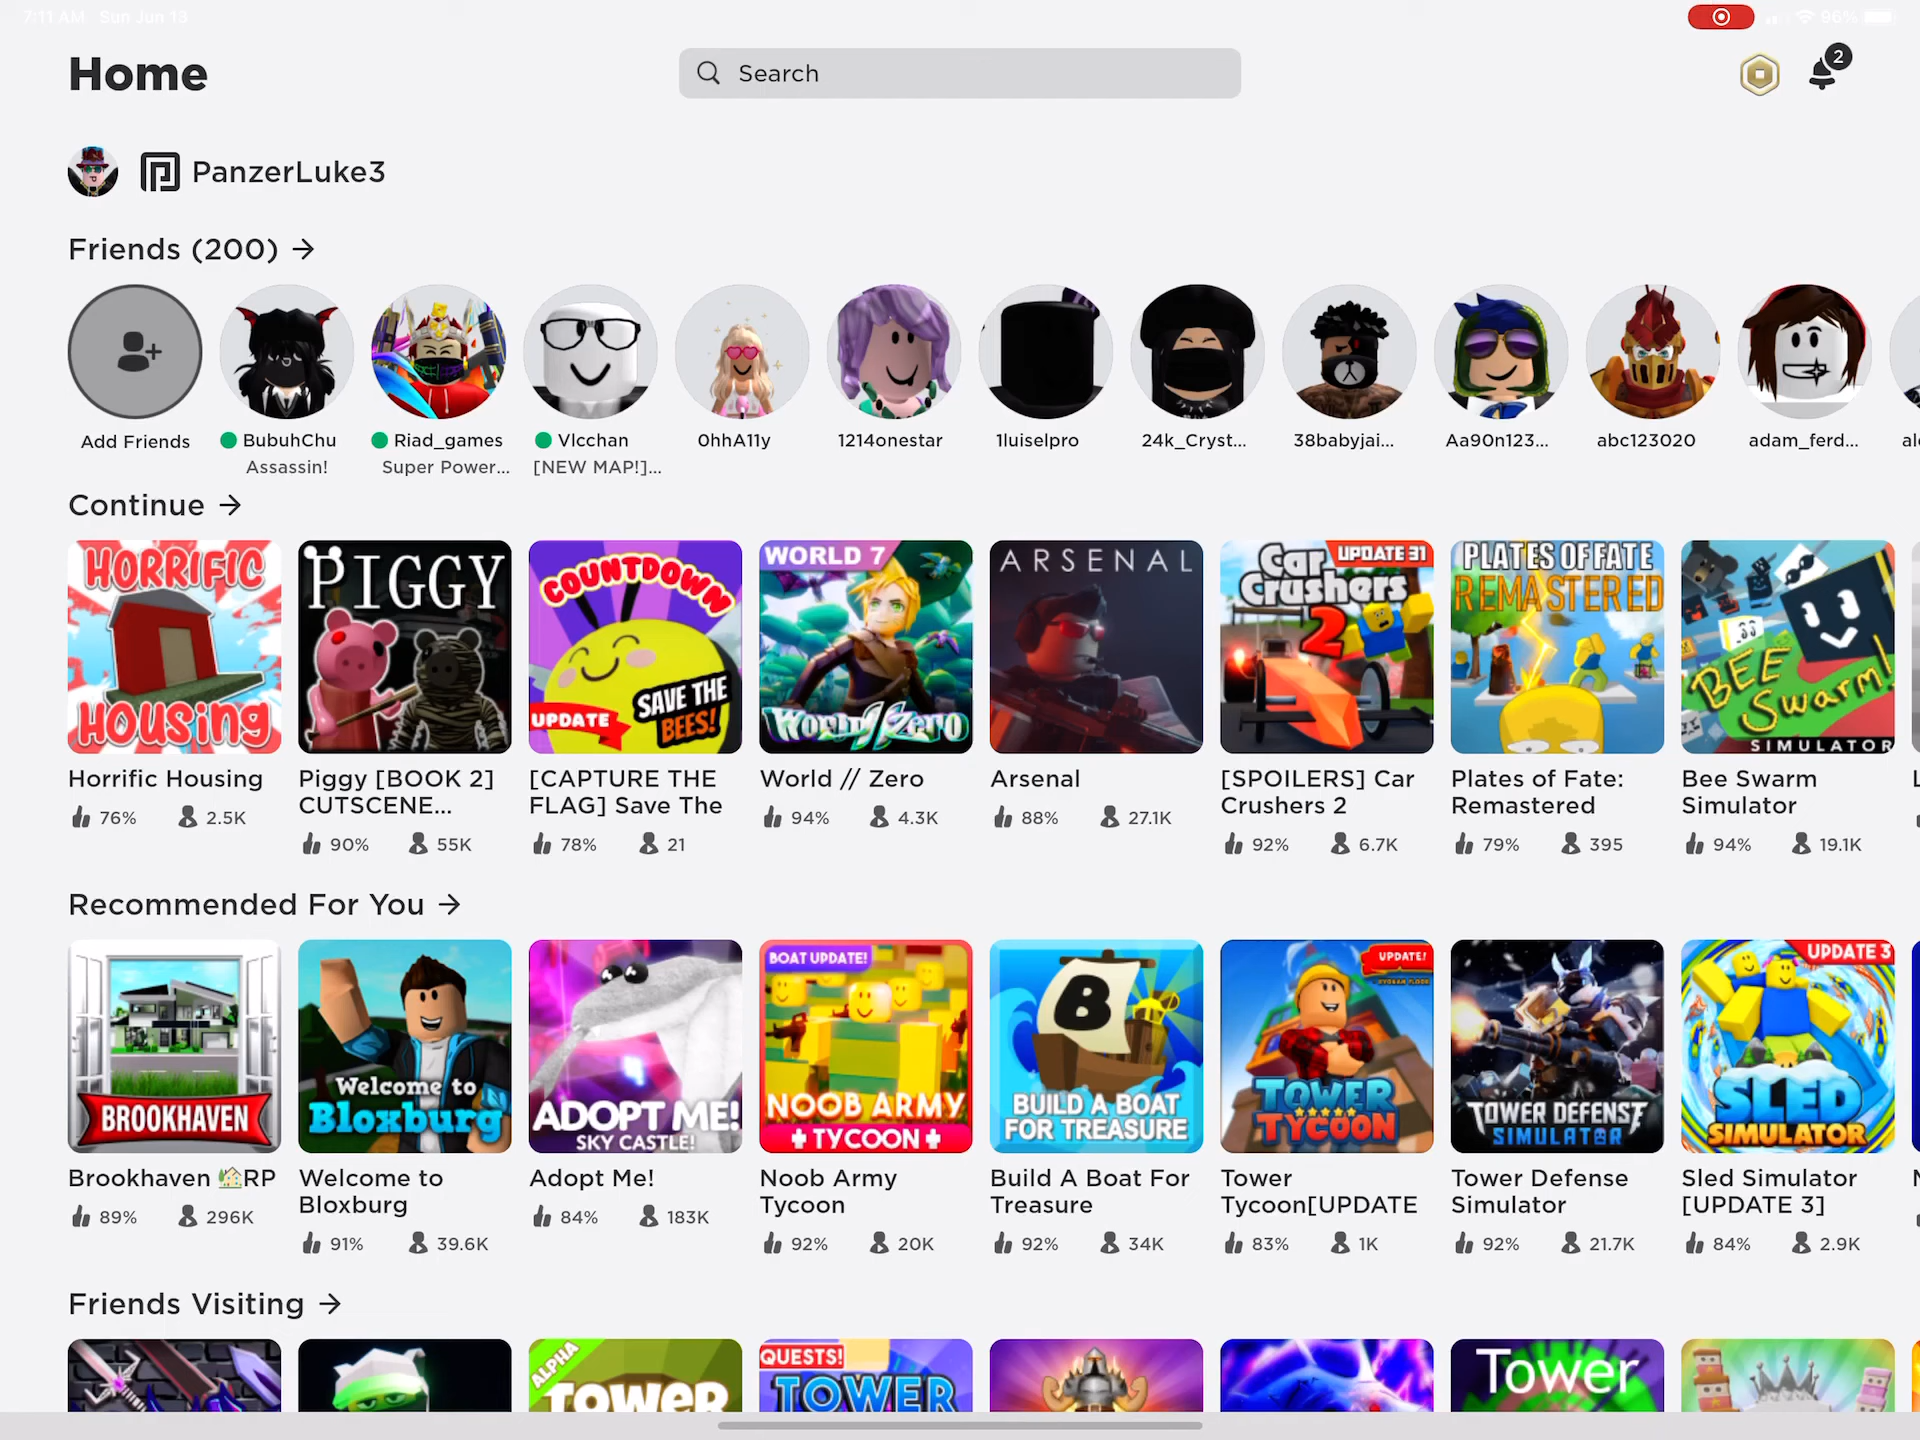 7:11 AM Sun Jun 13
96%
Home
Search
2
PanzerLuke3
Friends (200) →
Add Friends
BubuhChu
Assassin!
Riad_games
Super Power...
Vlcchan
[NEW MAP!]...
0hhA11y
1214onestar
1luiselpro
24k_Cryst...
38babyjai...
Aa90n123...
abc123020
adam_ferd...
Continue →
HORRIFIC
HOUSING
PIGGY
COUNTDOWN
SAVE THE
BEES!
UPDATE
WORLD 7
World // Zero
ARSENAL
UPDATE 31
Car
Crushers
2
PLATES OF FATE
REMASTERED
BEE
Swarm!
SIMULATOR
Horrific Housing
76% 2.5K
Piggy [BOOK 2]
CUTSCENE...
90% 55K
[CAPTURE THE
FLAG] Save The
78% 21
World // Zero
94% 4.3K
Arsenal
88% 27.1K
[SPOILERS] Car
Crushers 2
92% 6.7K
Plates of Fate:
Remastered
79% 395
Bee Swarm
Simulator
94% 19.1K
Recommended For You →
BROOKHAVEN
Welcome to
Bloxburg
ADOPT ME!
SKY CASTLE!
BOAT UPDATE!
NOOB ARMY
TYCOON
B
BUILD A BOAT
FOR TREASURE
UPDATE!
TOWER
TYCOON
TOWER DEFENSE
SIMULATOR
UPDATE 3
SLED
SIMULATOR
Brookhaven 🏡RP
89% 296K
Welcome to
Bloxburg
91% 39.6K
Adopt Me!
84% 183K
Noob Army
Tycoon
92% 20K
Build A Boat For
Treasure
92% 34K
Tower
Tycoon[UPDATE
83% 1K
Tower Defense
Simulator
92% 21.7K
Sled Simulator
[UPDATE 3]
84% 2.9K
Friends Visiting →
ALPHA
TOWER
QUESTS!
TOWER
Tower